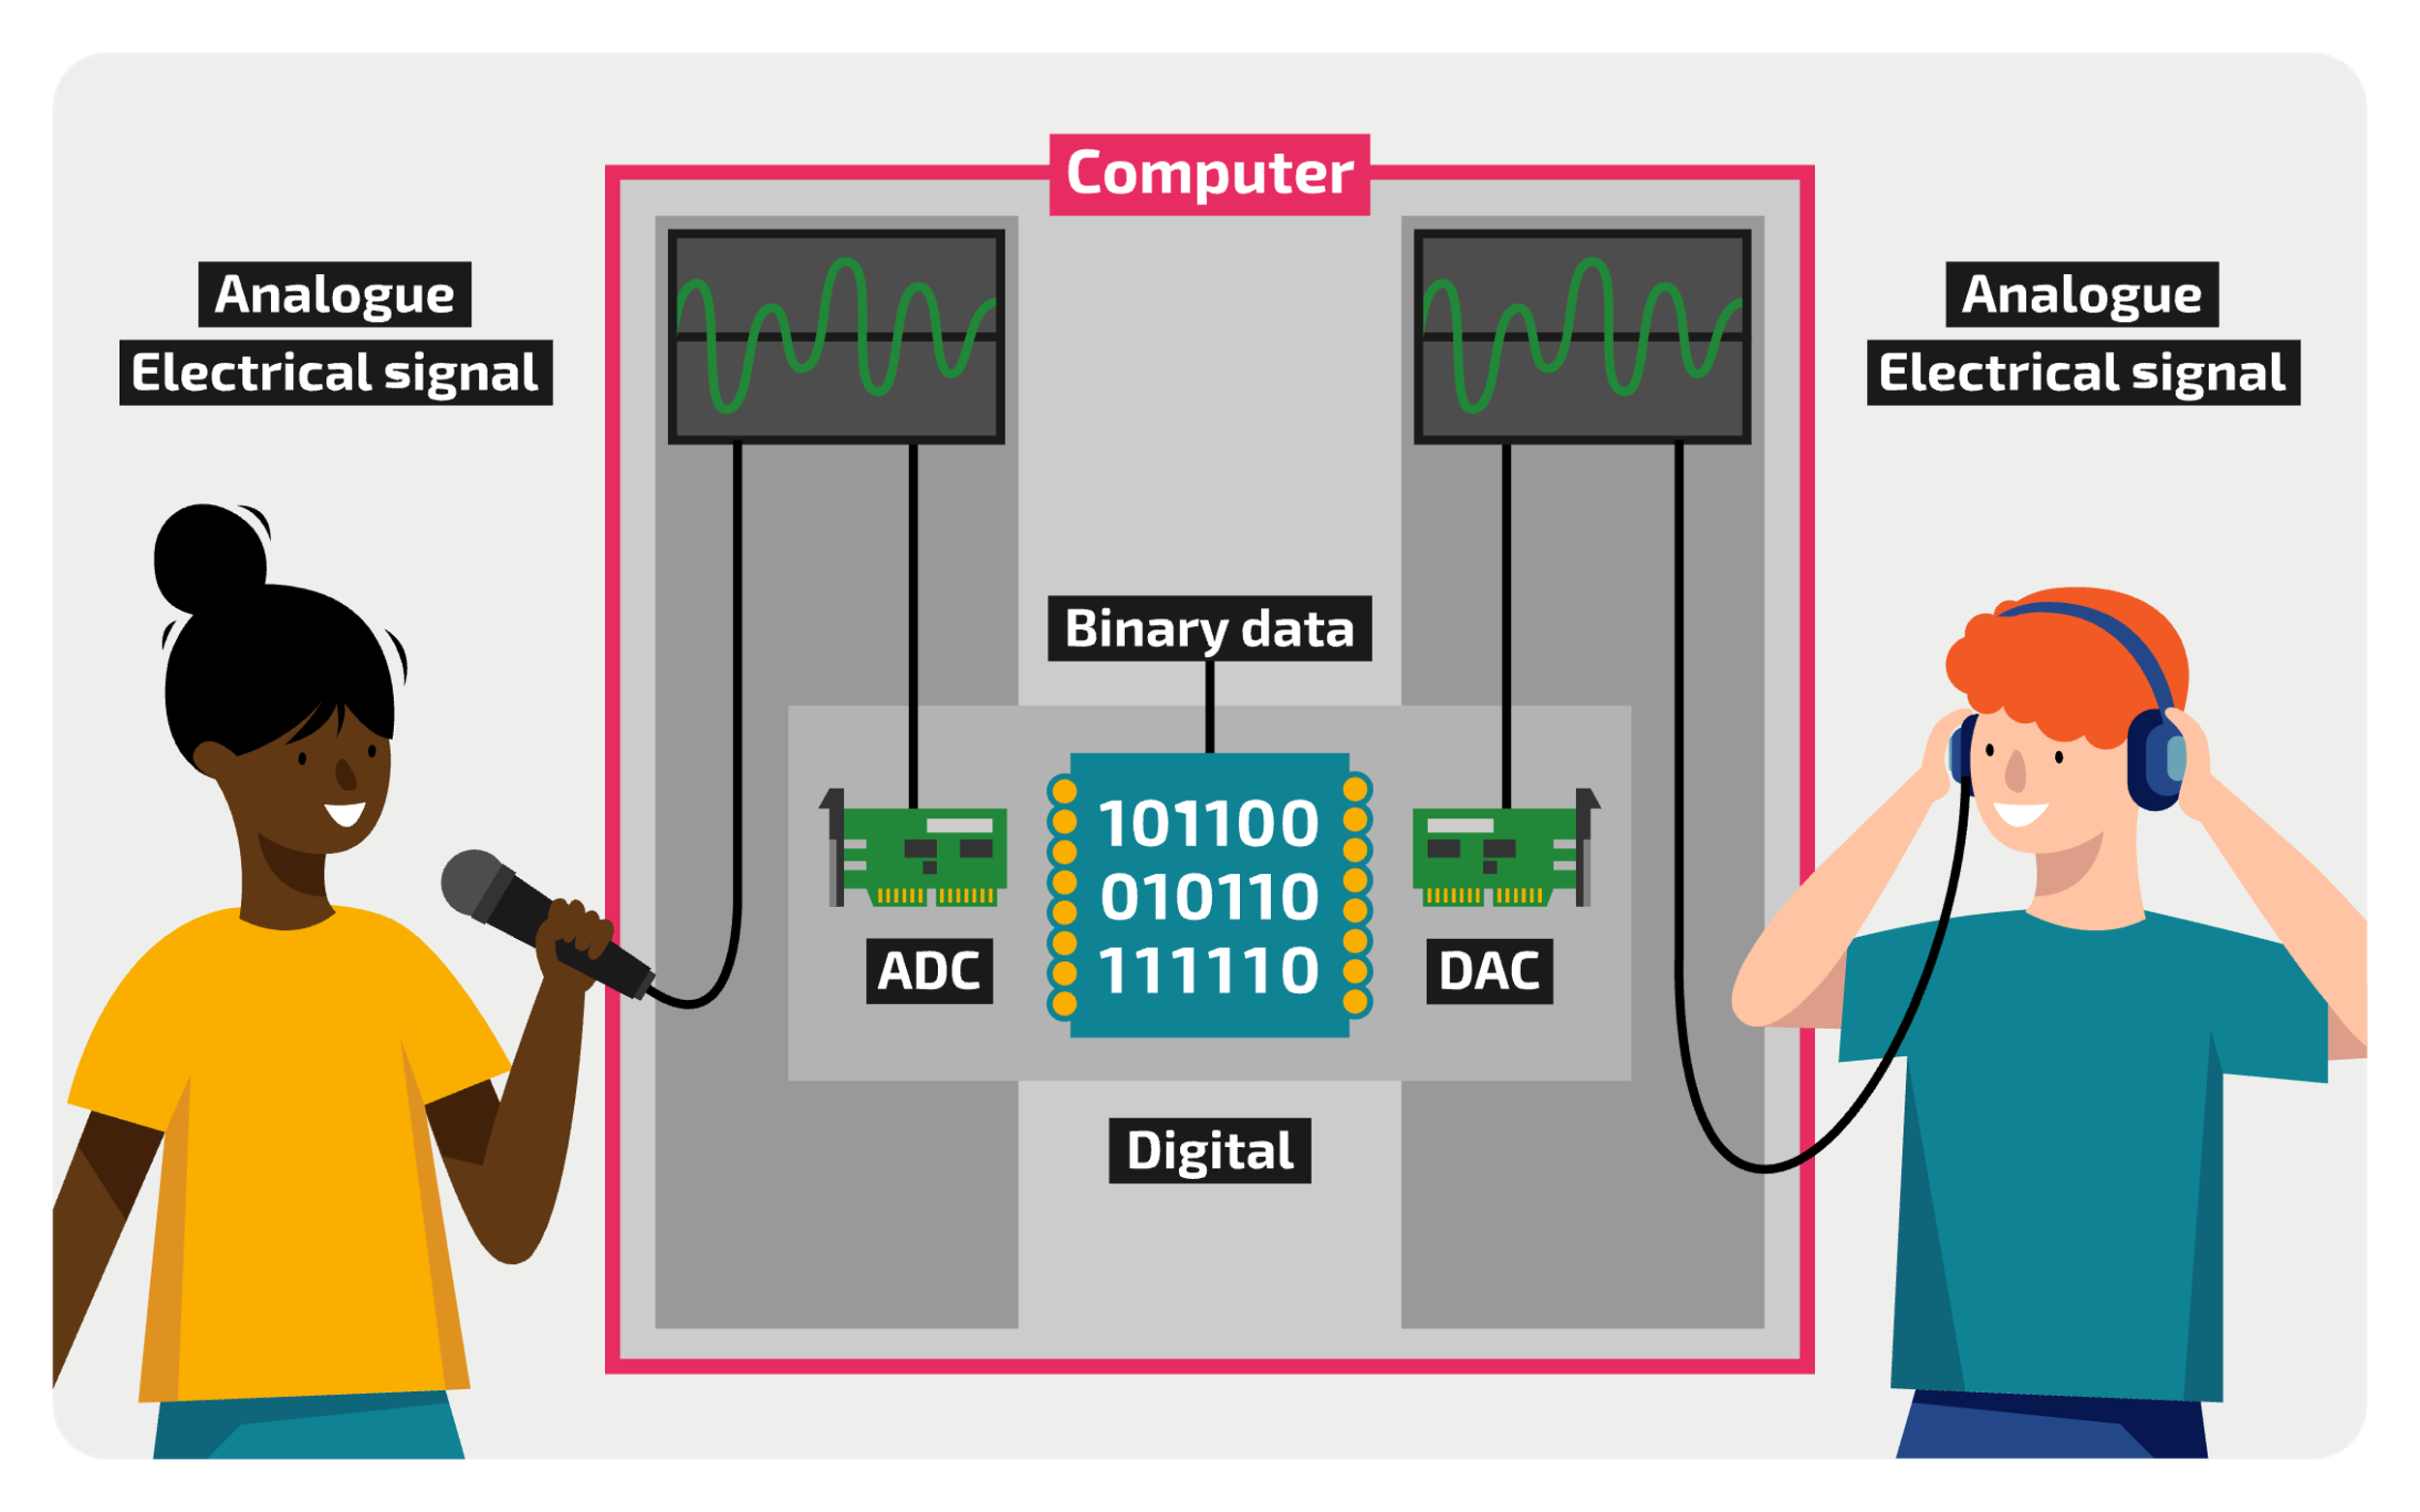 Computer
Analogue
Electrical signal
Analogue
Electrical signal
Binary data
101100
010110
111110
ADC
DAC
Digital